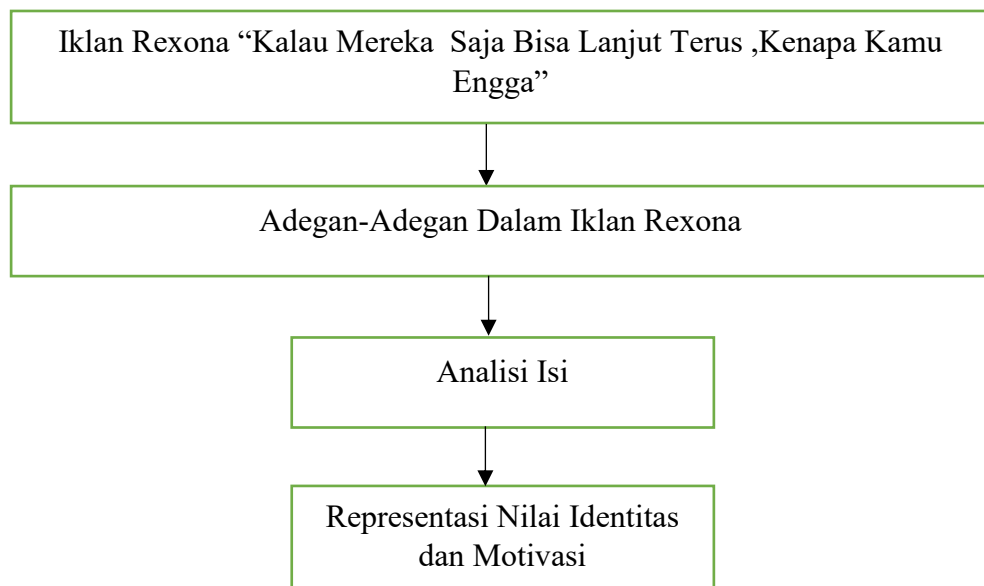 Iklan Rexona “Kalau Mereka  Saja Bisa Lanjut Terus ,Kenapa Kamu
Engga”
Adegan-Adegan Dalam Iklan Rexona
Analisi Isi
Representasi Nilai Identitas
dan Motivasi